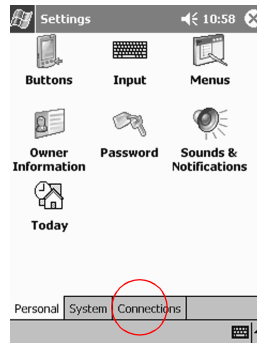 Settings 10:58
Buttons Input Menus
Owner Information Password Sounds & Notifications
Today
Personal System Connections